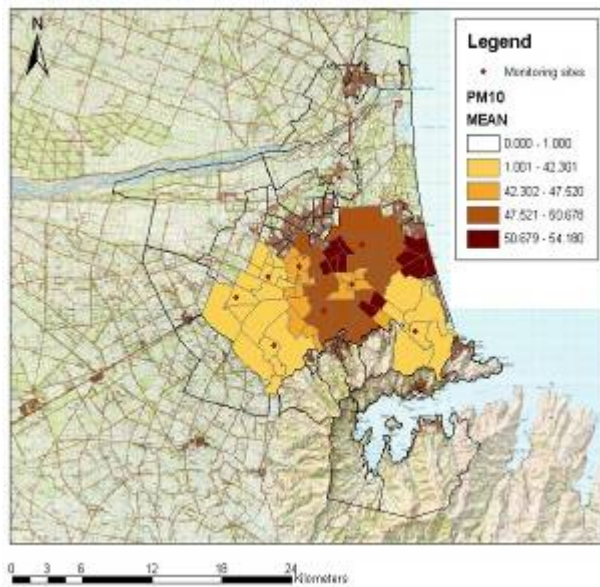 N
Legend
Monitoring sites
PM10
MEAN
0.000 - 1.000
1.001 - 42.301
42.302 - 47.520
47.521 - 50.678
50.679 - 54.180
0 3 6 12 18 24
Kilometers